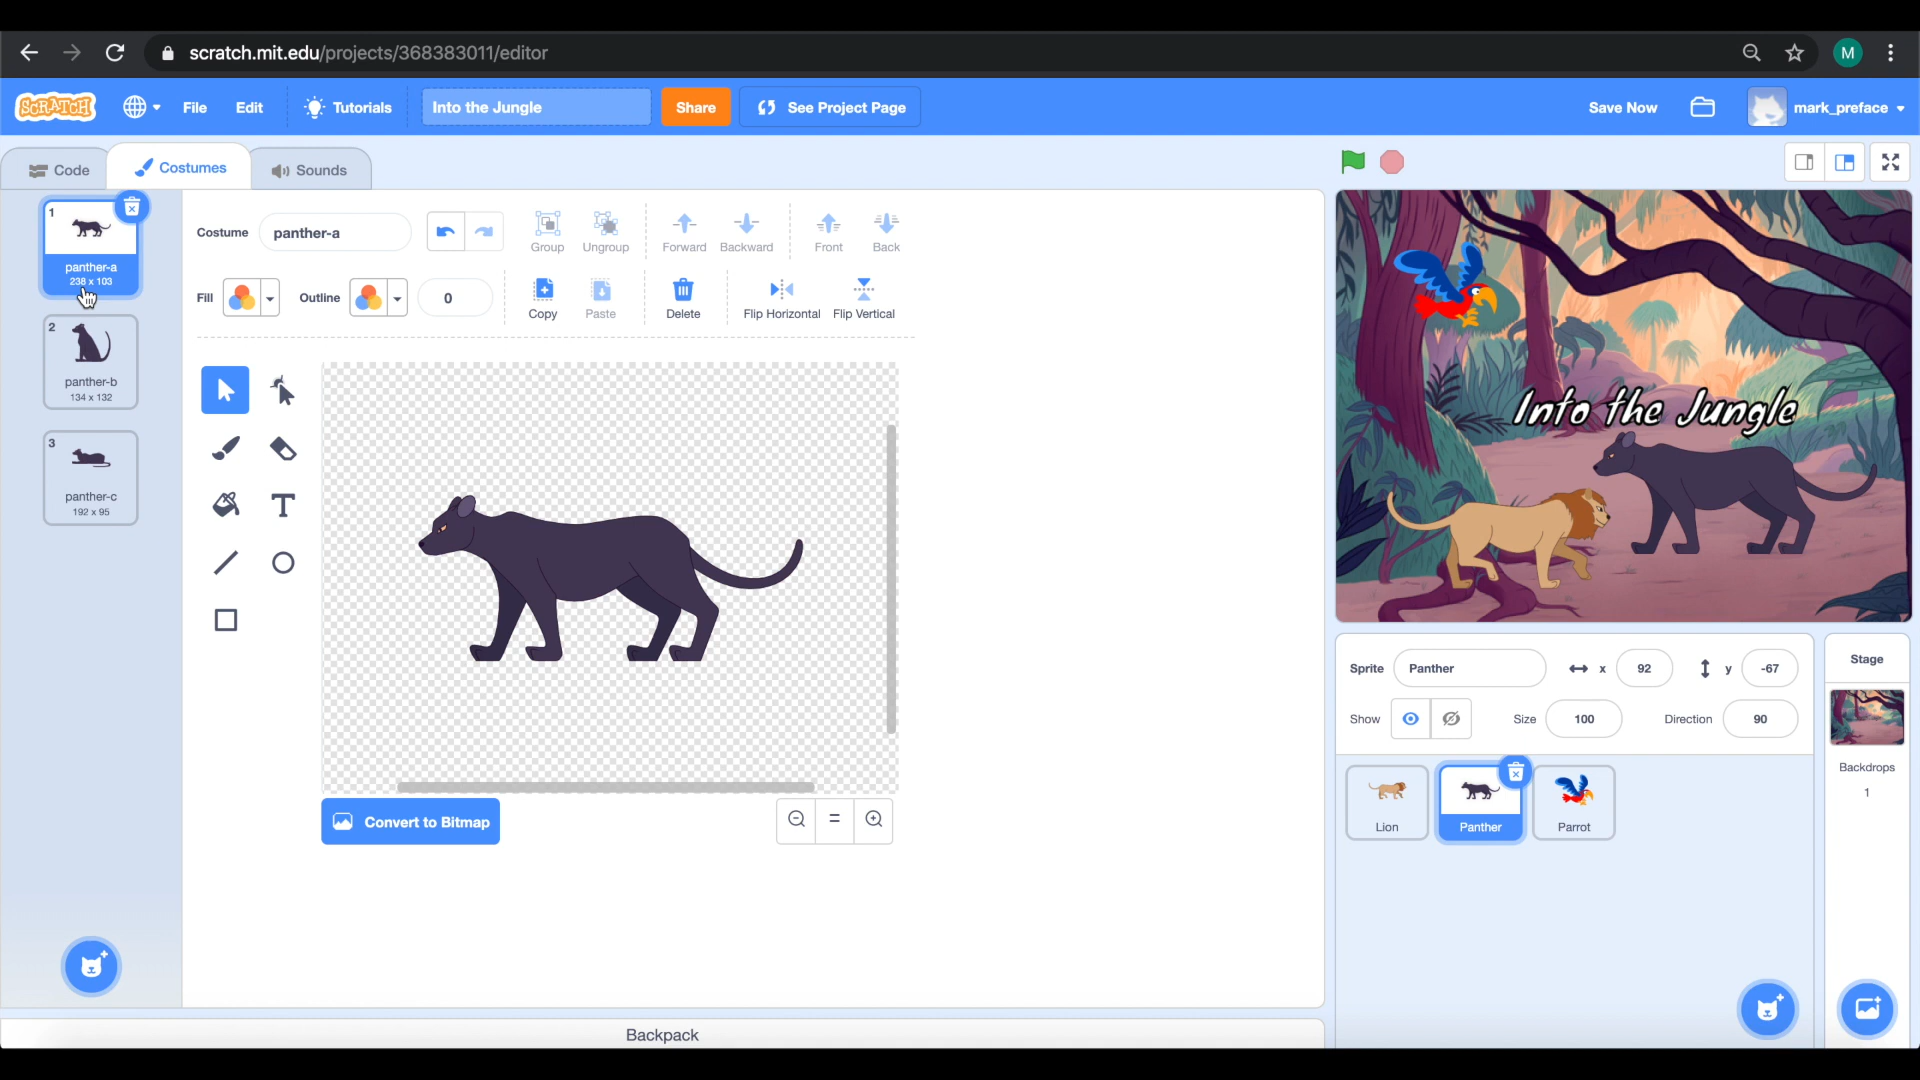 scratch.mit.edu/projects/368383011/editor
M
SCRATCH
File
Edit
Tutorials
Into the Jungle
Share
See Project Page
Save Now
mark_preface
Code
Costumes
Sounds
1
panther-a
238 x 103
2
panther-b
134 x 132
3
panther-c
192 x 95
Costume
panther-a
Group
Ungroup
Forward
Backward
Front
Back
Fill
Outline
0
Copy
Paste
Delete
Flip Horizontal
Flip Vertical
T
Convert to Bitmap
Backpack
Into the Jungle
Sprite
Panther
x
92
y
-67
Show
Size
100
Direction
90
Lion
Panther
Parrot
Stage
Backdrops
1